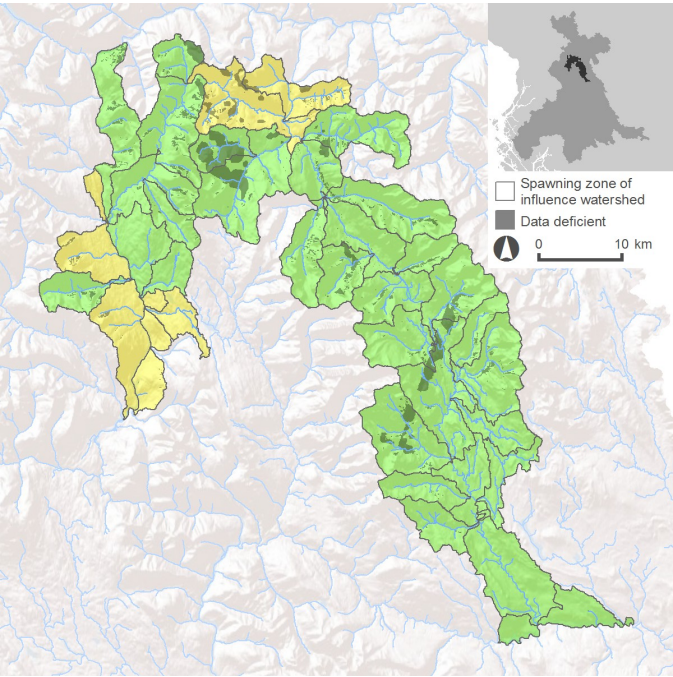 Spawning zone of
influence watershed
Data deficient
0 10 km